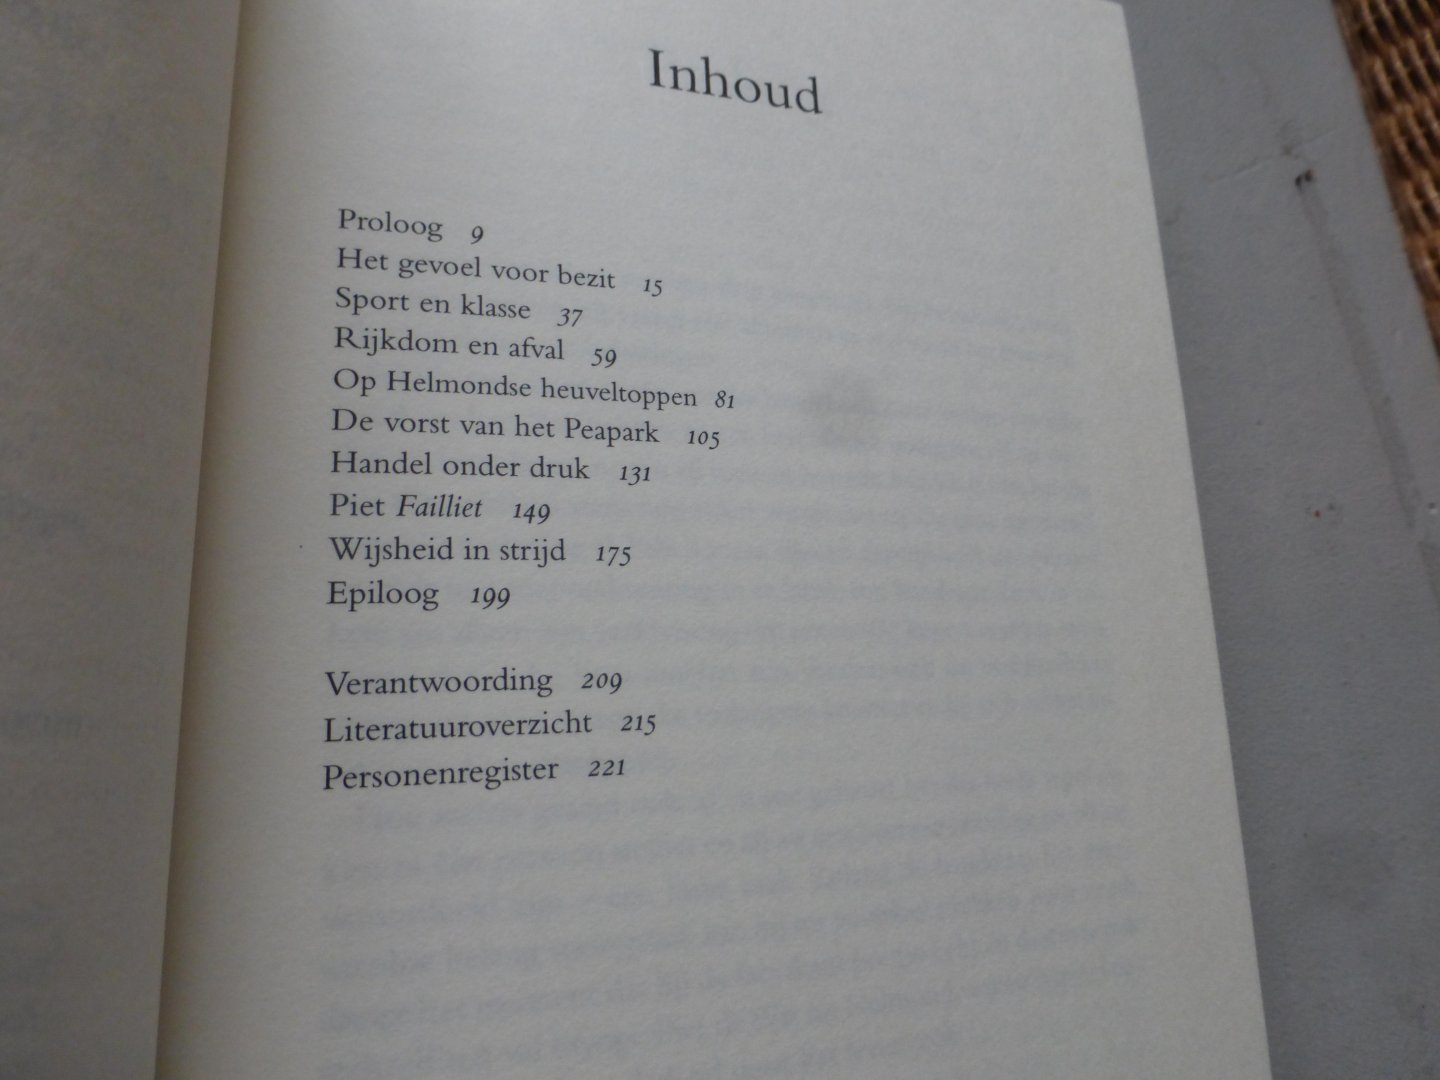 Inhoud
Proloog 9
Het gevoel voor bezit 15
Sport en klasse 37
Rijkdom en afval 59
Op Helmondse heuveltoppen 81
De vorst van het Peapark 105
Handel onder druk 131
Piet Failliet 149
Wijsheid in strijd 175
Epiloog 199
Verantwoording 209
Literatuuroverzicht 215
Personenregister 221